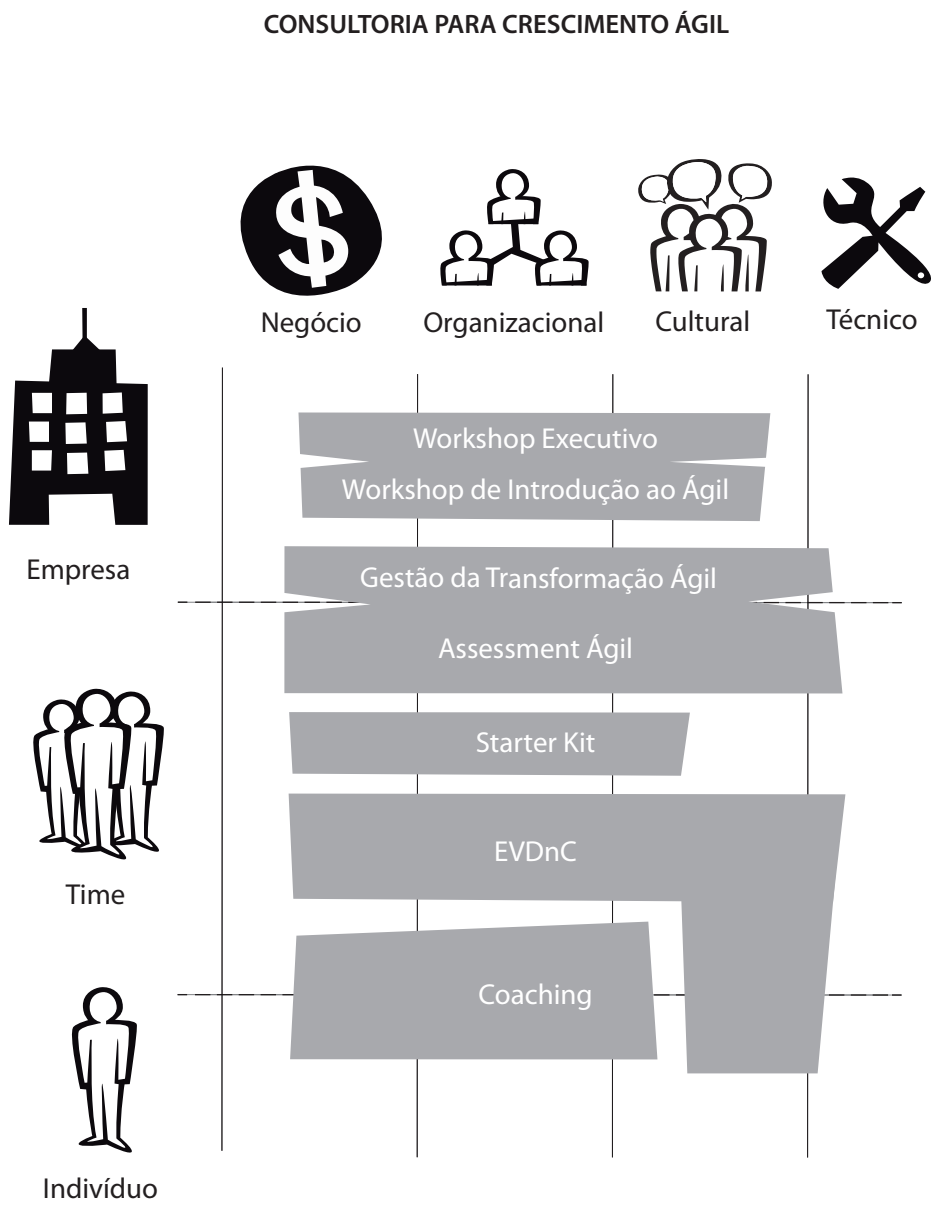 CONSULTORIA PARA CRESCIMENTO ÁGIL
Negócio
Organizacional
Cultural
Técnico
Empresa
Workshop Executivo
Workshop de Introdução ao Ágil
Gestão da Transformação Ágil
Assessment Ágil
Starter Kit
Time
EVDnC
Coaching
Indivíduo